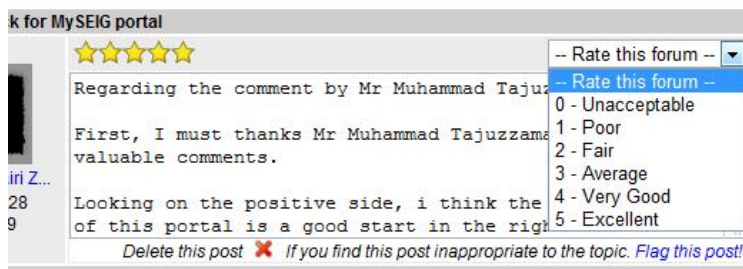 k for MySEIG portal
-- Rate this forum --
Regarding the comment by Mr Muhammad
First, I must thanks Mr Muhammad
valuable comments.
Looking on the positive side, i think the
of this portal is a good start in the
-- Rate this forum --
0 - Unacceptable
1 - Poor
2 - Fair
3 - Average
4 - Very Good
5 - Excellent
iri Z...
28
9
Delete this post If you find this post inappropriate to the topic. Flag this post!